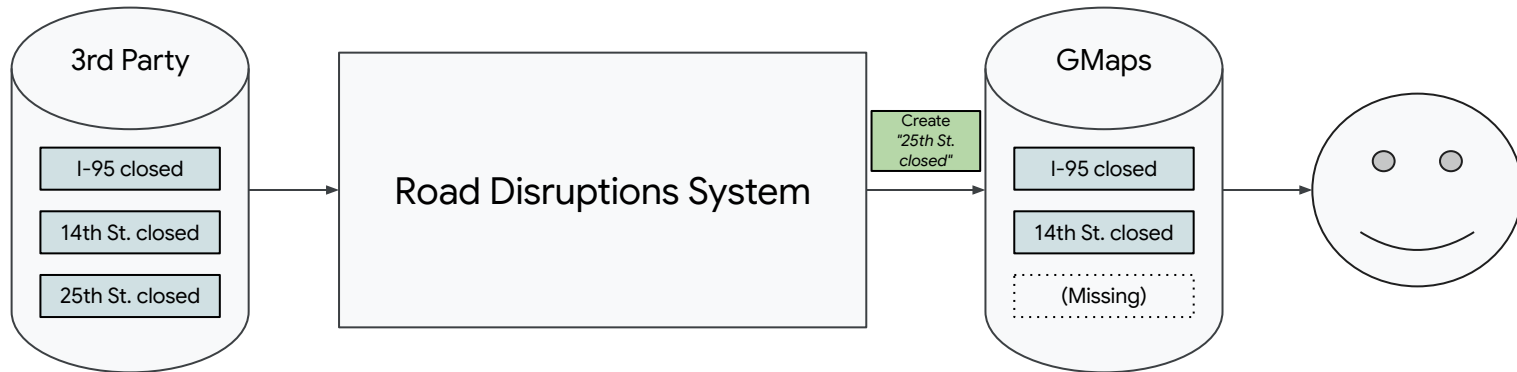 3rd Party
I-95 closed
14th St. closed
25th St. closed
Road Disruptions System
Create
"25th St.
closed"
GMaps
I-95 closed
14th St. closed
(Missing)